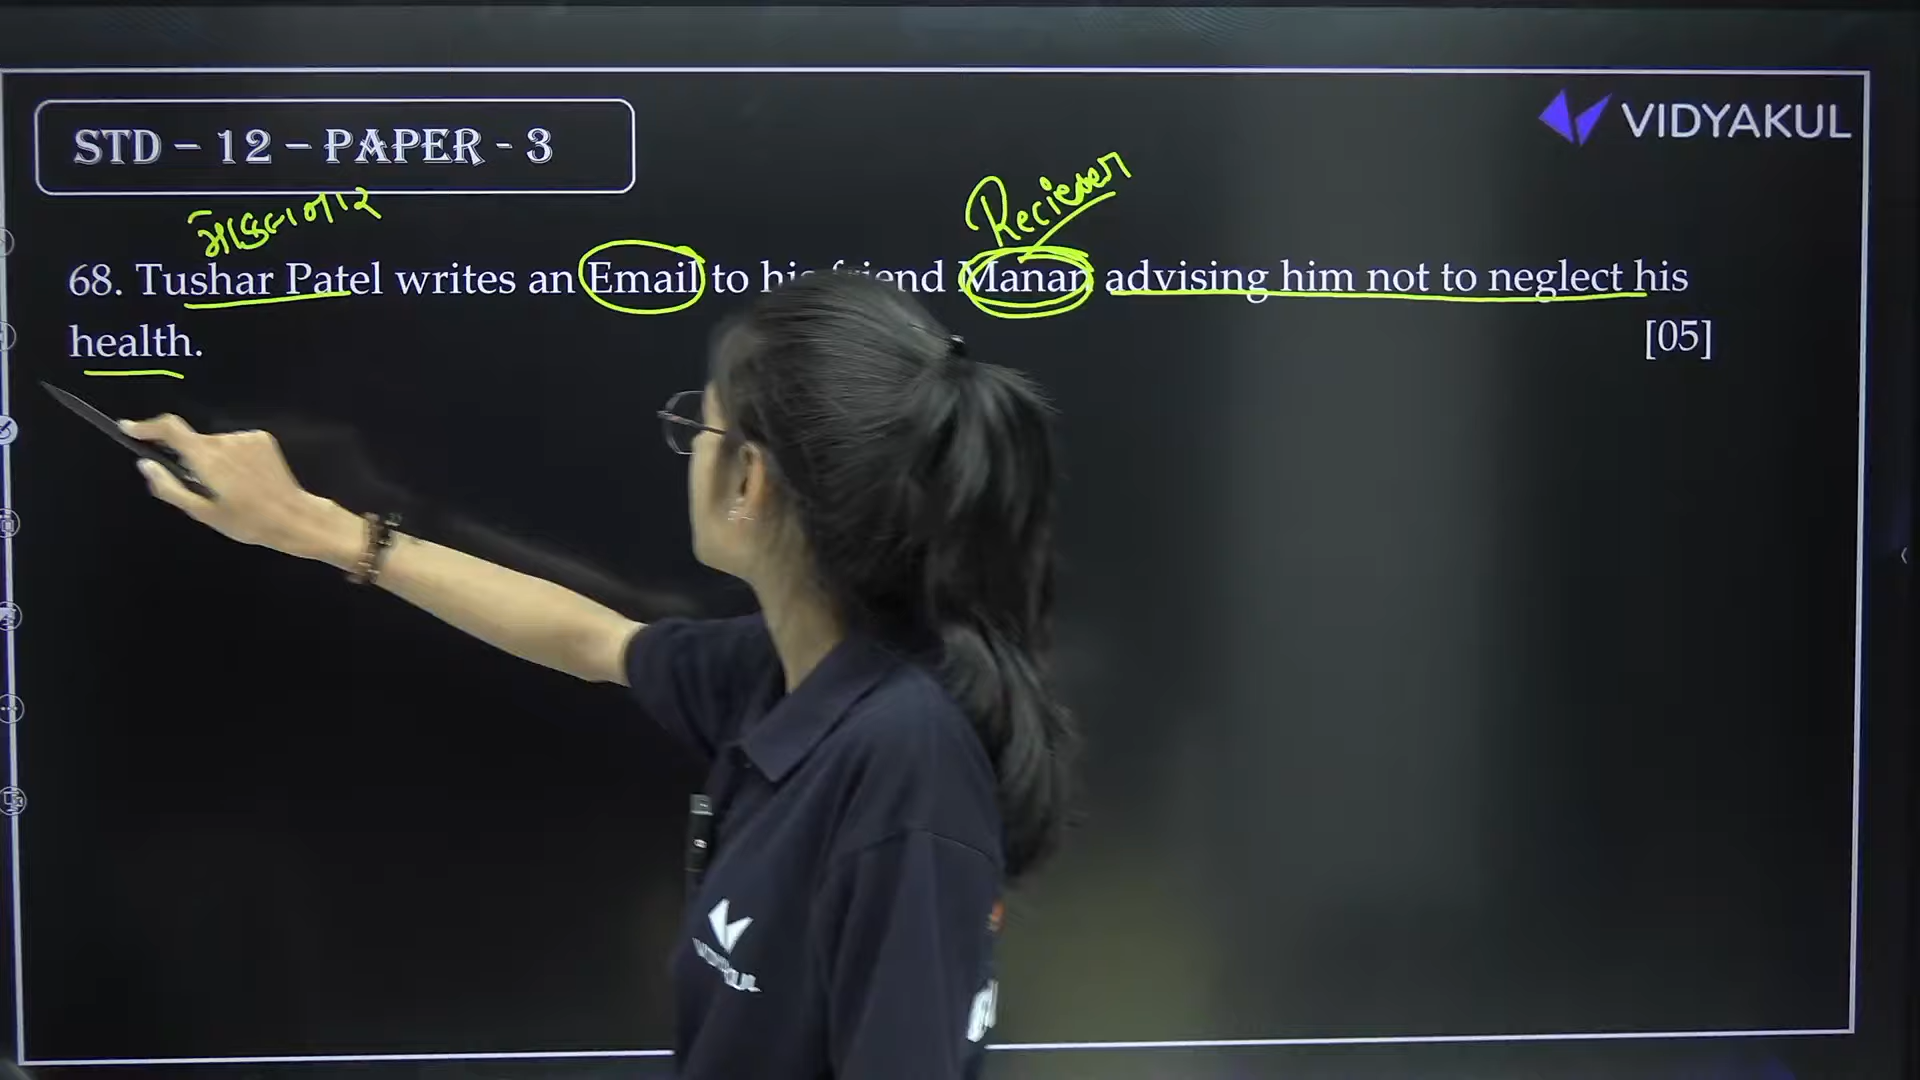 STD – 12 – PAPER - 3
VIDYAKUL
મોકલનાર
Reciever
68. Tushar Patel writes an Email to his friend Manan advising him not to neglect his
health.
[05]